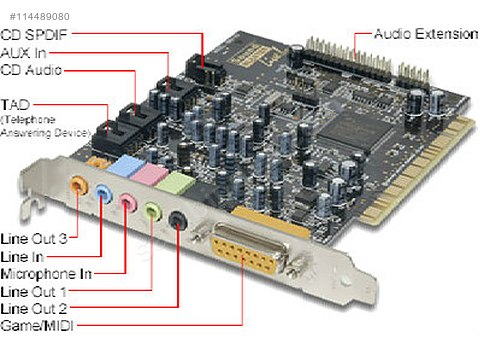 #114489080
CD SPDIF
AUX In
CD Audio
TAD
(Telephone
Answering Device)
Audio Extension
Line Out 3
Line In
Microphone In
Line Out 1
Line Out 2
Game/MIDI